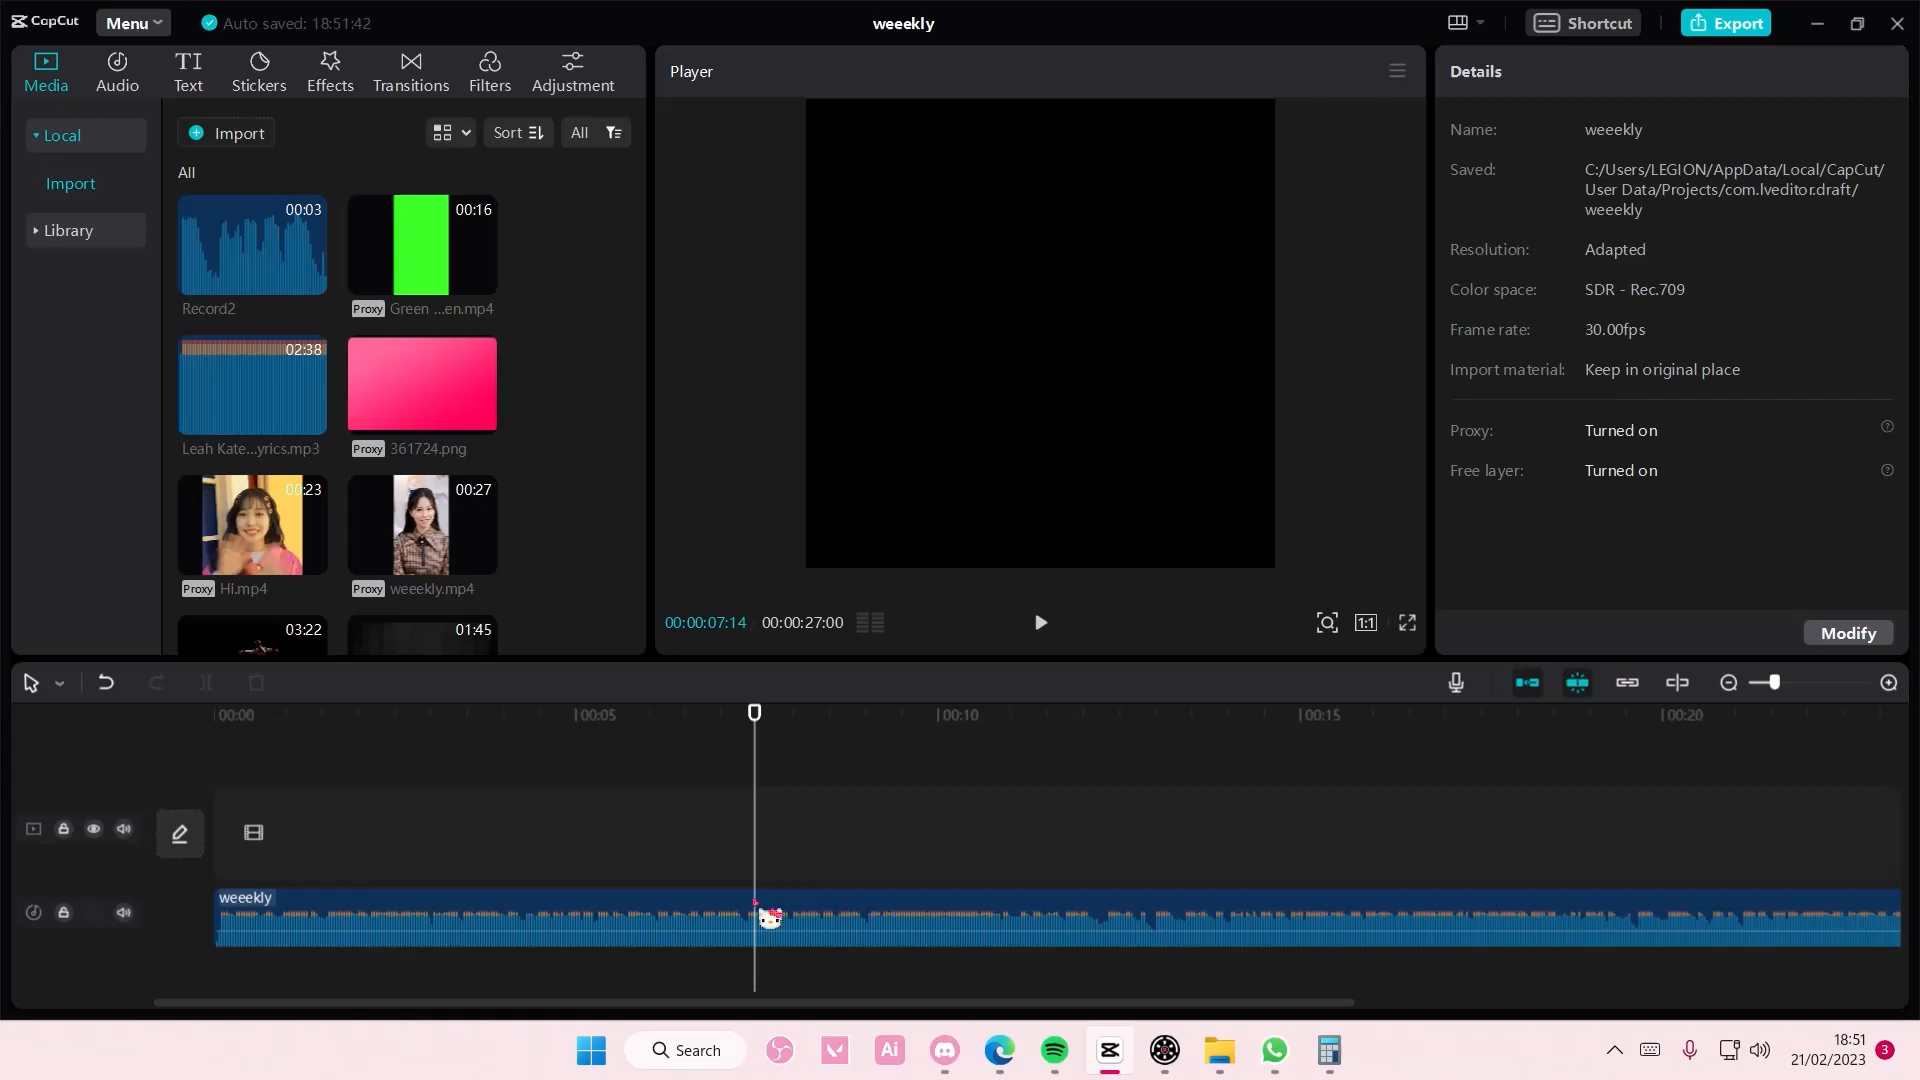 CapCut
Menu
Auto saved: 18:51:42
weeekly
Shortcut
Export
Media
Audio
TI
Text
Stickers
Effects
Transitions
Filters
Adjustment
Local
Import
Library
Import
Sort
All
All
00:03
Record2
00:16
Proxy Green ...en.mp4
02:38
Leah Kate...yrics.mp3
Proxy 361724.png
00:23
Proxy Hi.mp4
00:27
Proxy weeekly.mp4
03:22
01:45
Player
00:00:07:14
00:00:27:00
1:1
Details
Name: weeekly
Saved: C:/Users/LEGION/AppData/Local/CapCut/
User Data/Projects/com.lveditor.draft/
weeekly
Resolution: Adapted
Color space: SDR - Rec.709
Frame rate: 30.00fps
Import material: Keep in original place
Proxy: Turned on
Free layer: Turned on
Modify
00:00
00:05
00:10
00:15
00:20
weeekly
Search
Ai
18:51
21/02/2023
3